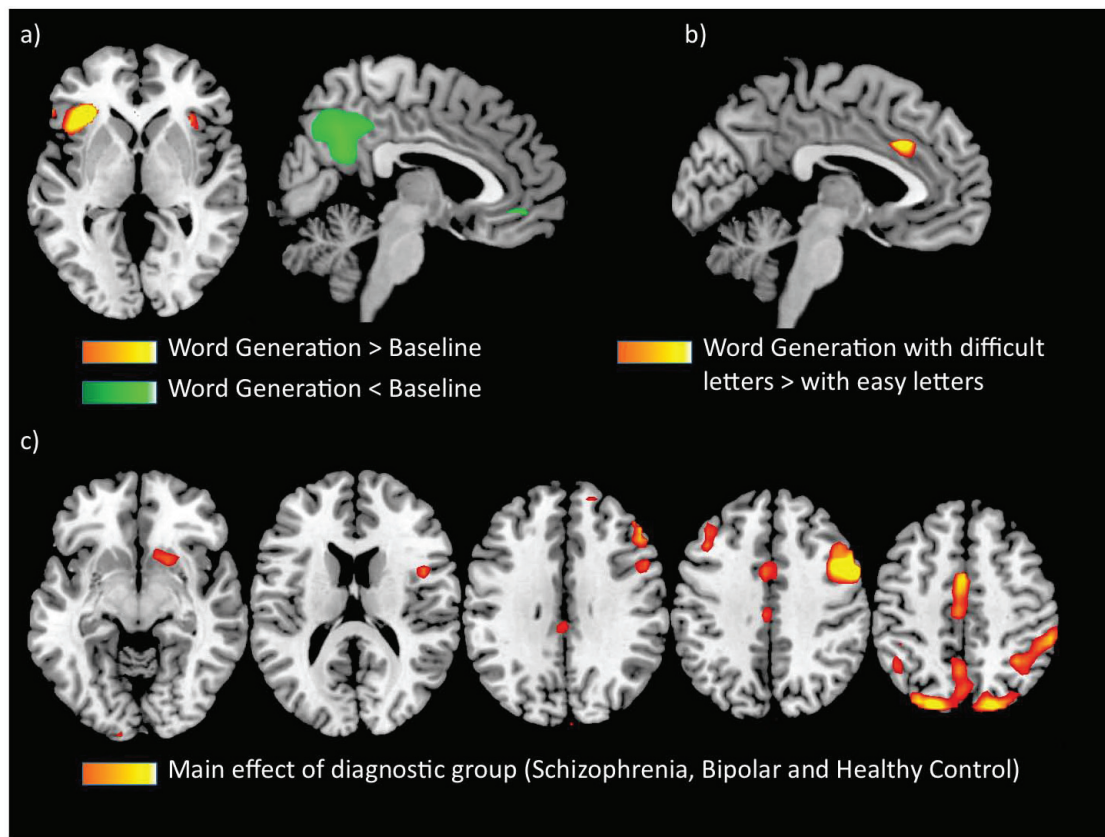 a)
b)
Word Generation > Baseline
Word Generation < Baseline
Word Generation with difficult
letters > with easy letters
c)
Main effect of diagnostic group (Schizophrenia, Bipolar and Healthy Control)